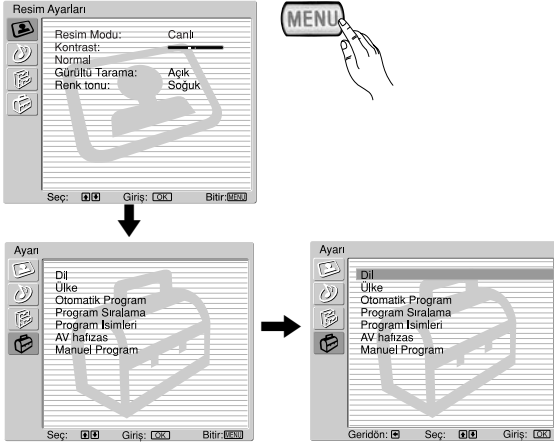 Resim Ayarları
MENU
Resim Modu: Canlı
Kontrast:
Normal
Gürültü Tarama: Açık
Renk tonu: Soğuk
Seç: Giriş: OK Bitir: MENU
Ayarı
Dil
Ülke
Otomatik Program
Program Sıralama
Program İsimleri
AV hafızas
Manuel Program
Seç: Giriş: OK Bitir: MENU
Ayarı
Dil
Ülke
Otomatik Program
Program Sıralama
Program İsimleri
AV hafızas
Manuel Program
Geridön: Seç: Giriş: OK